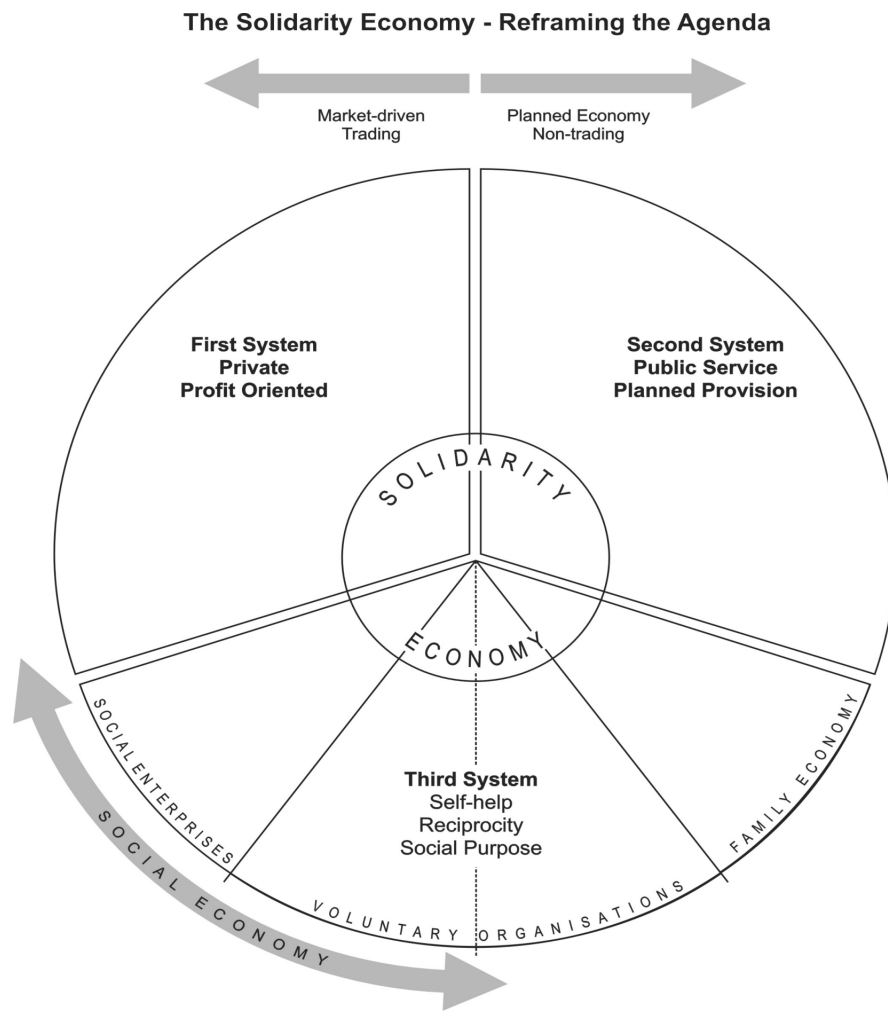 The Solidarity Economy - Reframing the Agenda
Market-driven
Trading
Planned Economy
Non-trading
First System
Private
Profit Oriented
Second System
Public Service
Planned Provision
SOLIDARITY
ECONOMY
Third System
Self-help
Reciprocity
Social Purpose
SOCIAL ENTERPRISES
VOLUNTARY ORGANISATIONS
FAMILY ECONOMY
SOCIAL ECONOMY